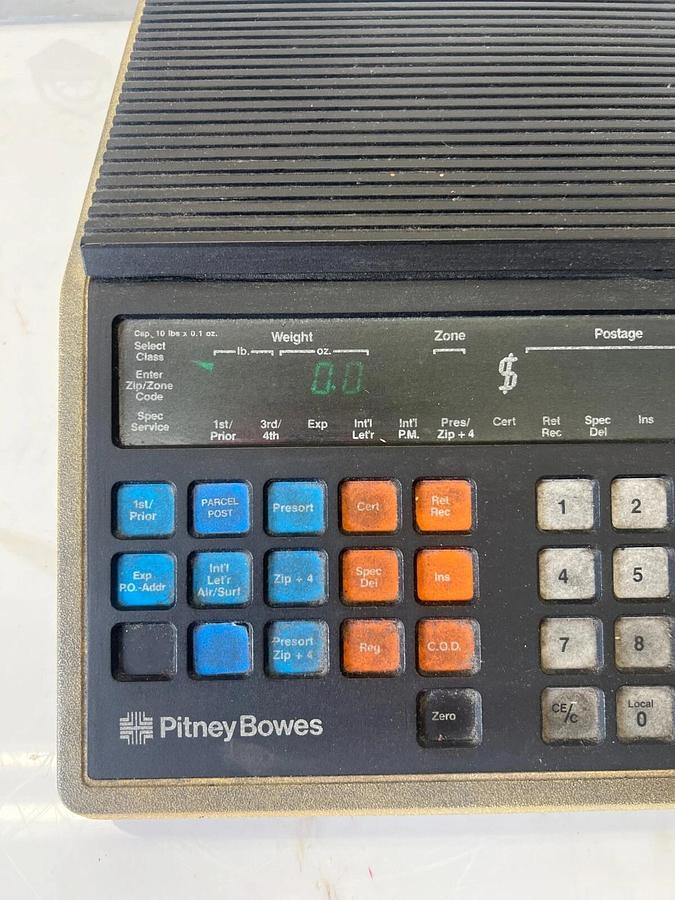 Cap. 10 lbs x 0.1 oz.
Weight
Zone
Postage
Select
Class
lb.
oz.
Enter
Zip/Zone
Code
0.0
$
Spec
Service
1st/
Prior
3rd/
4th
Exp
Int'l
Let'r
Int'l
P.M.
Pres/
Zip + 4
Cert
Ret
Rec
Spec
Del
Ins
1st/
Prior
PARCEL
POST
Presort
Cert
Ret
Rec
1
2
Exp
P.O.-Addr
Int'l
Let'r
Air/Surf
Zip + 4
Spec
Del
Ins
4
5
Presort
Zip + 4
Reg
C.O.D.
7
8
PitneyBowes
Zero
CE/C
Local
0